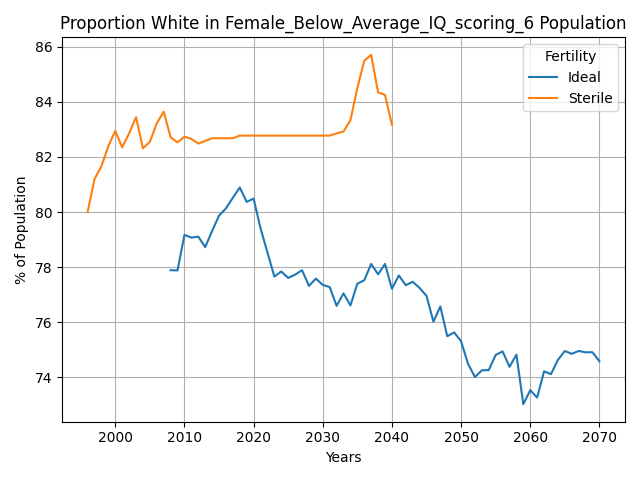 Proportion White in Female_Below_Average_IQ_scoring_6 Population
Fertility
Ideal
Sterile
% of Population
86
84
82
80
78
76
74
2000 2010 2020 2030 2040 2050 2060 2070
Years